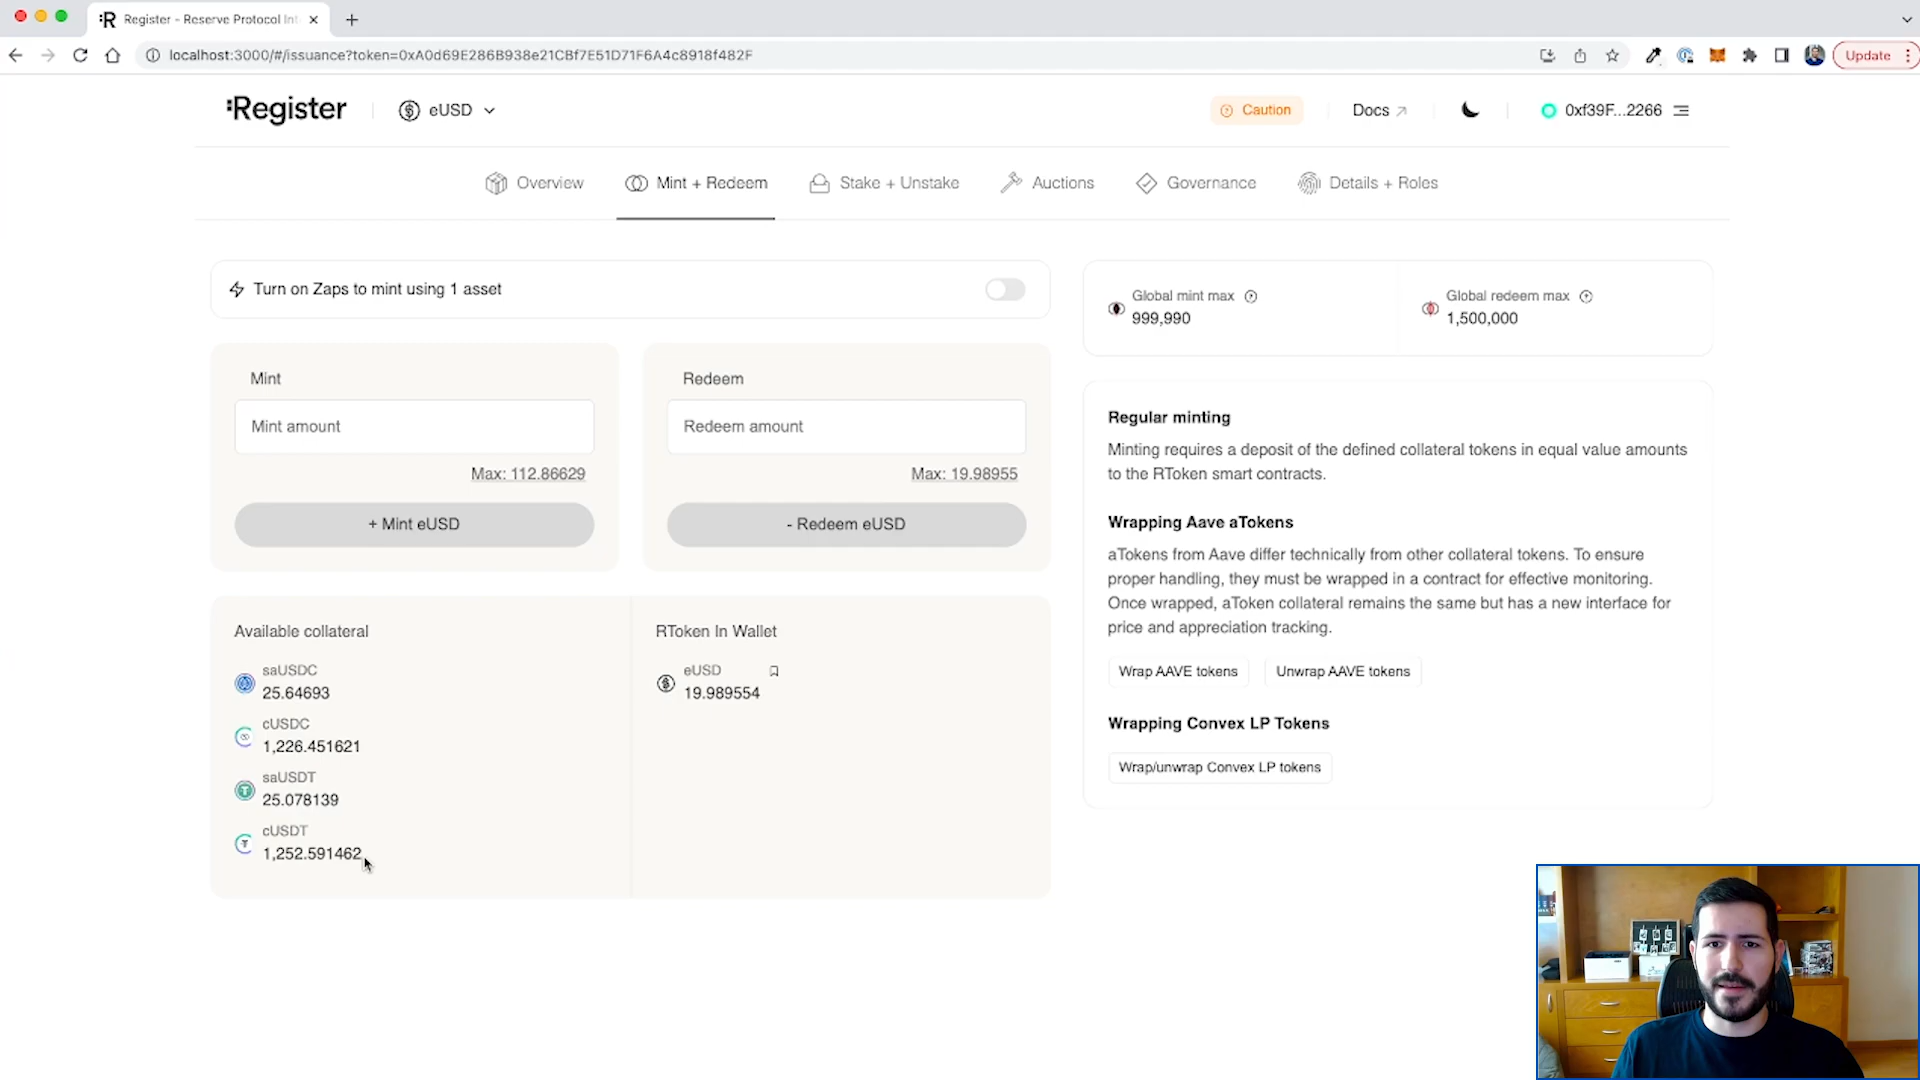 Register - Reserve Protocol Int
localhost:3000/#/issuance?token=0xA0d69E286B938e21CBf7E51D71F6A4c8918f482F
Update
:Register
eUSD
Caution
Docs
0xf39F...2266
Overview
Mint + Redeem
Stake + Unstake
Auctions
Governance
Details + Roles
Turn on Zaps to mint using 1 asset
Mint
Mint amount
Max: 112.86629
+ Mint eUSD
Redeem
Redeem amount
Max: 19.98955
- Redeem eUSD
Available collateral
saUSDC
25.64693
cUSDC
1,226.451621
saUSDT
25.078139
cUSDT
1,252.591462
RToken In Wallet
eUSD
19.989554
Global mint max
999,990
Global redeem max
1,500,000
Regular minting
Minting requires a deposit of the defined collateral tokens in equal value amounts
to the RToken smart contracts.
Wrapping Aave aTokens
aTokens from Aave differ technically from other collateral tokens. To ensure
proper handling, they must be wrapped in a contract for effective monitoring.
Once wrapped, aToken collateral remains the same but has a new interface for
price and appreciation tracking.
Wrap AAVE tokens
Unwrap AAVE tokens
Wrapping Convex LP Tokens
Wrap/unwrap Convex LP tokens